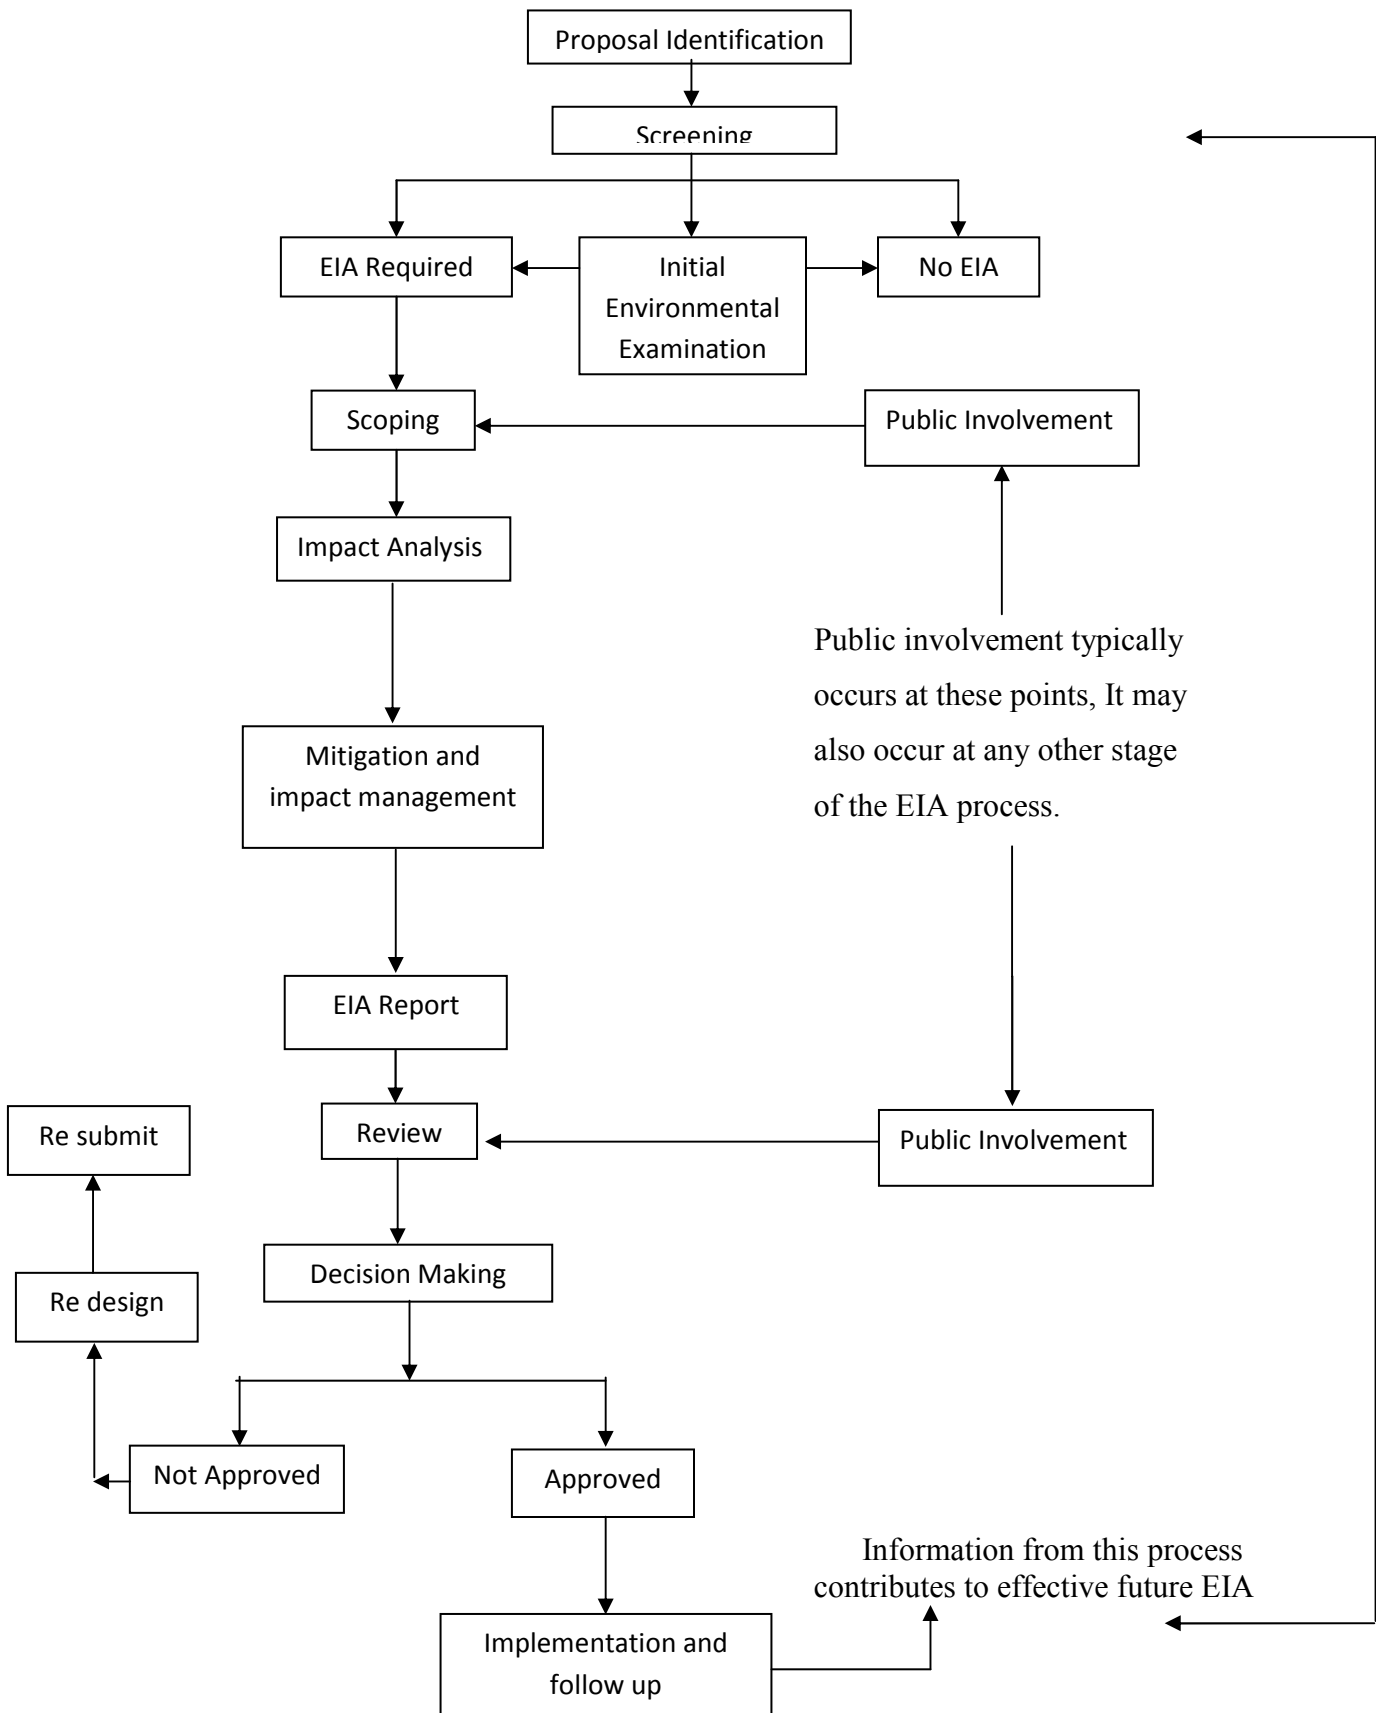 Proposal Identification
Screening
EIA Required
Initial
Environmental
Examination
No EIA
Scoping
Public Involvement
Impact Analysis
Public involvement typically
occurs at these points, It may
also occur at any other stage
of the EIA process.
Mitigation and
impact management
EIA Report
Re submit
Review
Public Involvement
Re design
Decision Making
Not Approved
Approved
Information from this process
contributes to effective future EIA
Implementation and
follow up